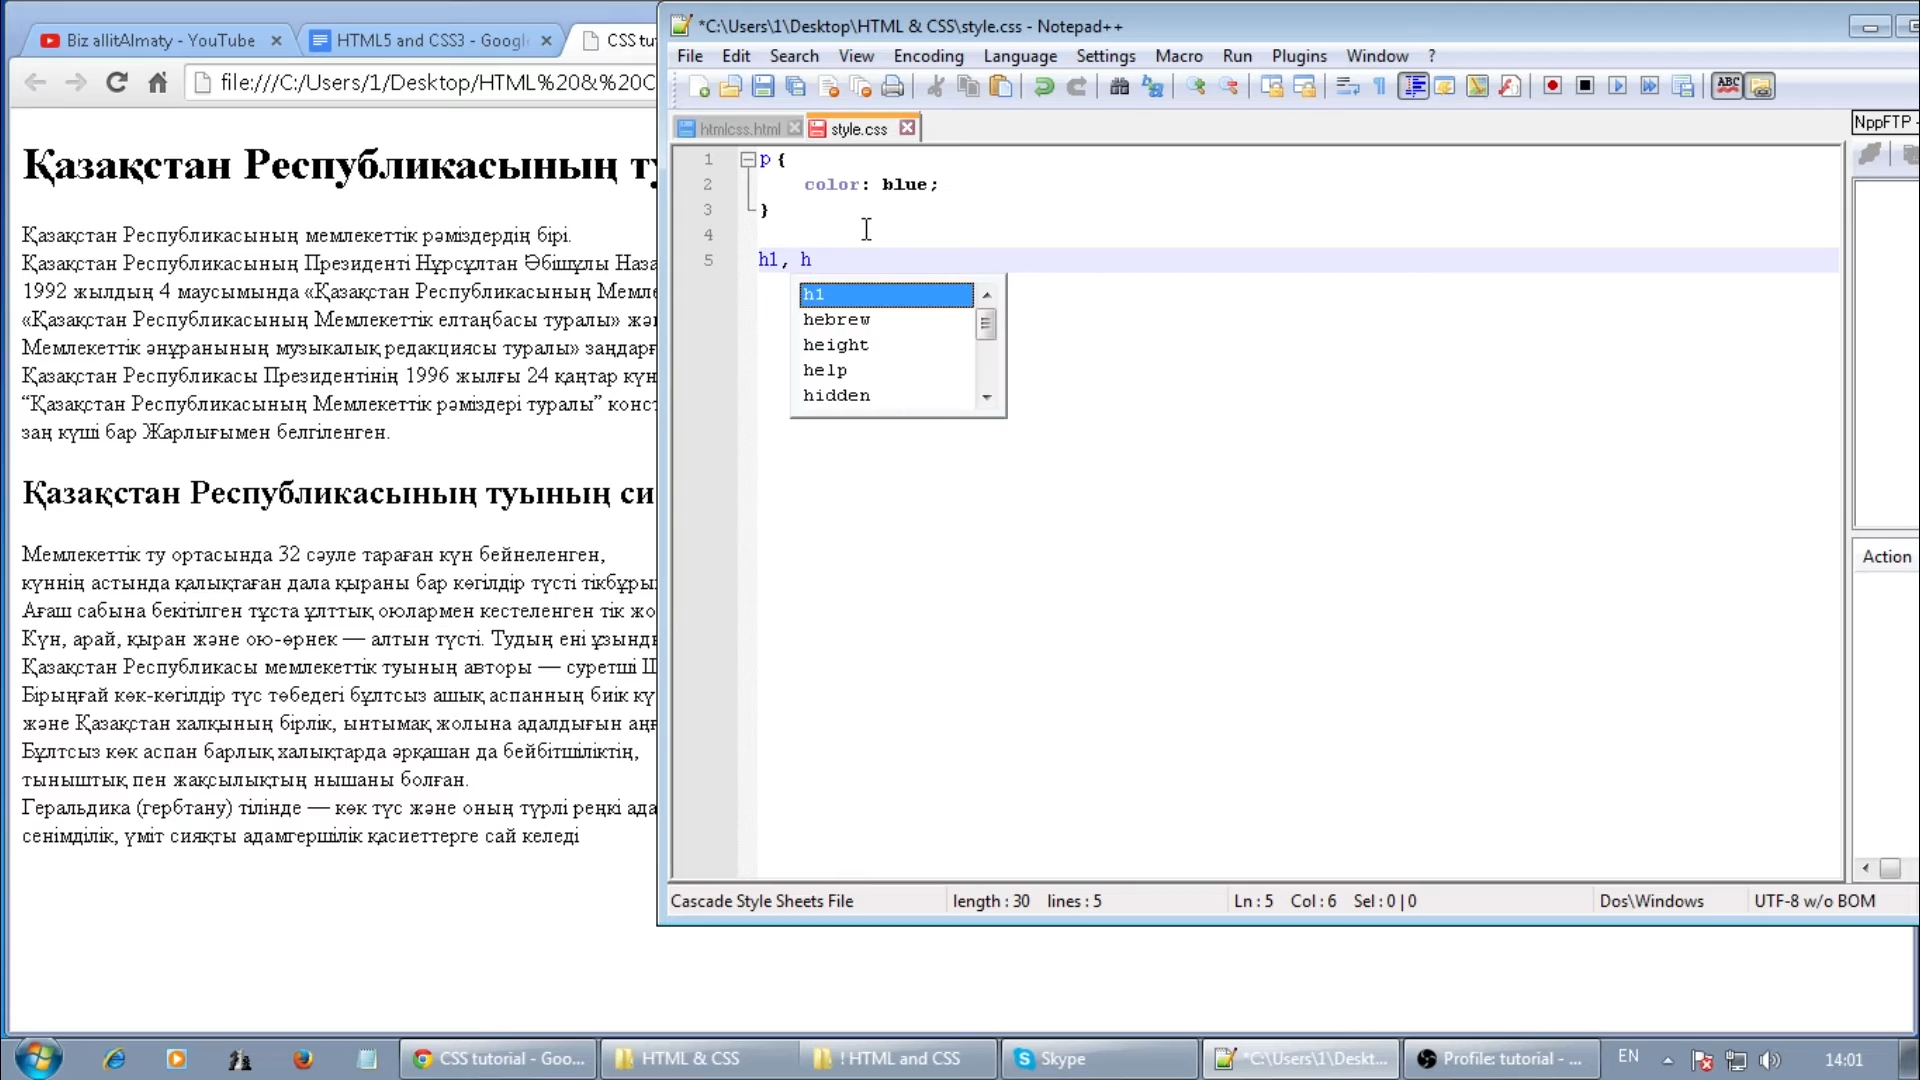 Biz allitAlmaty - YouTube
HTML5 and CSS3 - Googl
CSS tu
file:///C:/Users/1/Desktop/HTML%20&%20C
Қазақстан Республикасының ту
Қазақстан Республикасының мемлекеттік рәміздердің бірі.
Қазақстан Республикасының Президенті Нұрсұлтан Әбішұлы Наза
1992 жылдың 4 маусымында «Қазақстан Республикасының Мемле
«Қазақстан Республикасының Мемлекеттік елтаңбасы туралы» жән
Мемлекеттік әнұранының музыкалық редакциясы туралы» заңдары
Қазақстан Республикасы Президентінің 1996 жылғы 24 қаңтар күн
“Қазақстан Республикасының Мемлекеттік рәміздері туралы” конст
заң күші бар Жарлығымен белгіленген.
Қазақстан Республикасының туының си
Мемлекеттік ту ортасында 32 сәуле тараған күн бейнеленген,
күннің астында қалықтаған дала қыраны бар көгілдір түсті тікбұрыш
Ағаш сабына бекітілген тұста ұлттық оюлармен кестеленген тік жо
Күн, арай, қыран және ою-өрнек — алтын түсті. Тудың ені ұзынды
Қазақстан Республикасы мемлекеттік туының авторы — суретші Ш
Бірыңғай көк-көгілдір түс төбедегі бұлтсыз ашық аспанның биік кү
және Қазақстан халқының бірлік, ынтымақ жолына адалдығын аңғ
Бұлтсыз көк аспан барлық халықтарда әрқашан да бейбітшіліктің,
тыныштық пен жақсылықтың нышаны болған.
Геральдика (гербтану) тілінде — көк түс және оның түрлі реңкі ада
сенімділік, үміт сияқты адамгершілік қасиеттерге сай келеді
*C:\Users\1\Desktop\HTML & CSS\style.css - Notepad++
File Edit Search View Encoding Language Settings Macro Run Plugins Window ?
ABC
htmlcss.html style.css
NppFTP -
1 p {
2 color: blue;
3 }
4
5 h1, h
h1
hebrew
height
help
hidden
Action
Cascade Style Sheets File length : 30 lines : 5 Ln : 5 Col : 6 Sel : 0 | 0 Dos\Windows UTF-8 w/o BOM
CSS tutorial - Goo... HTML & CSS ! HTML and CSS Skype *C:\Users\1\Deskt... Profile: tutorial - ... EN 14:01